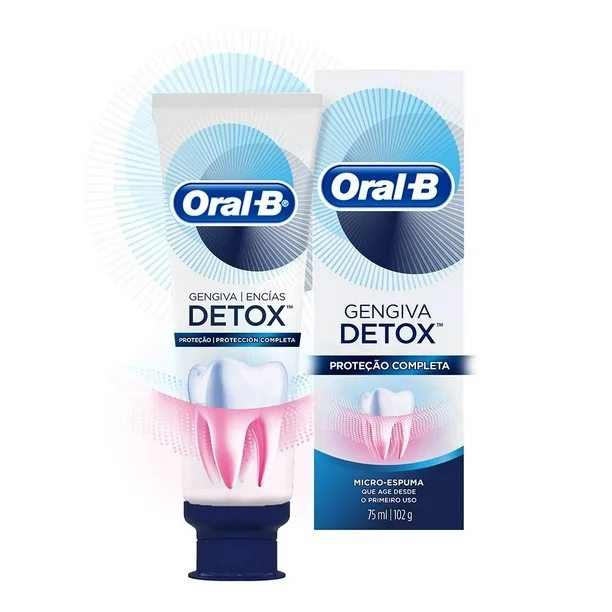 Oral-B®
GENGIVA | ENCÍAS
DETOX™
PROTEÇÃO | PROTECCIÓN COMPLETA
Oral-B
GENGIVA
DETOX™
PROTEÇÃO COMPLETA
MICRO-ESPUMA
QUE AGE DESDE
O PRIMEIRO USO
75 ml | 102 g